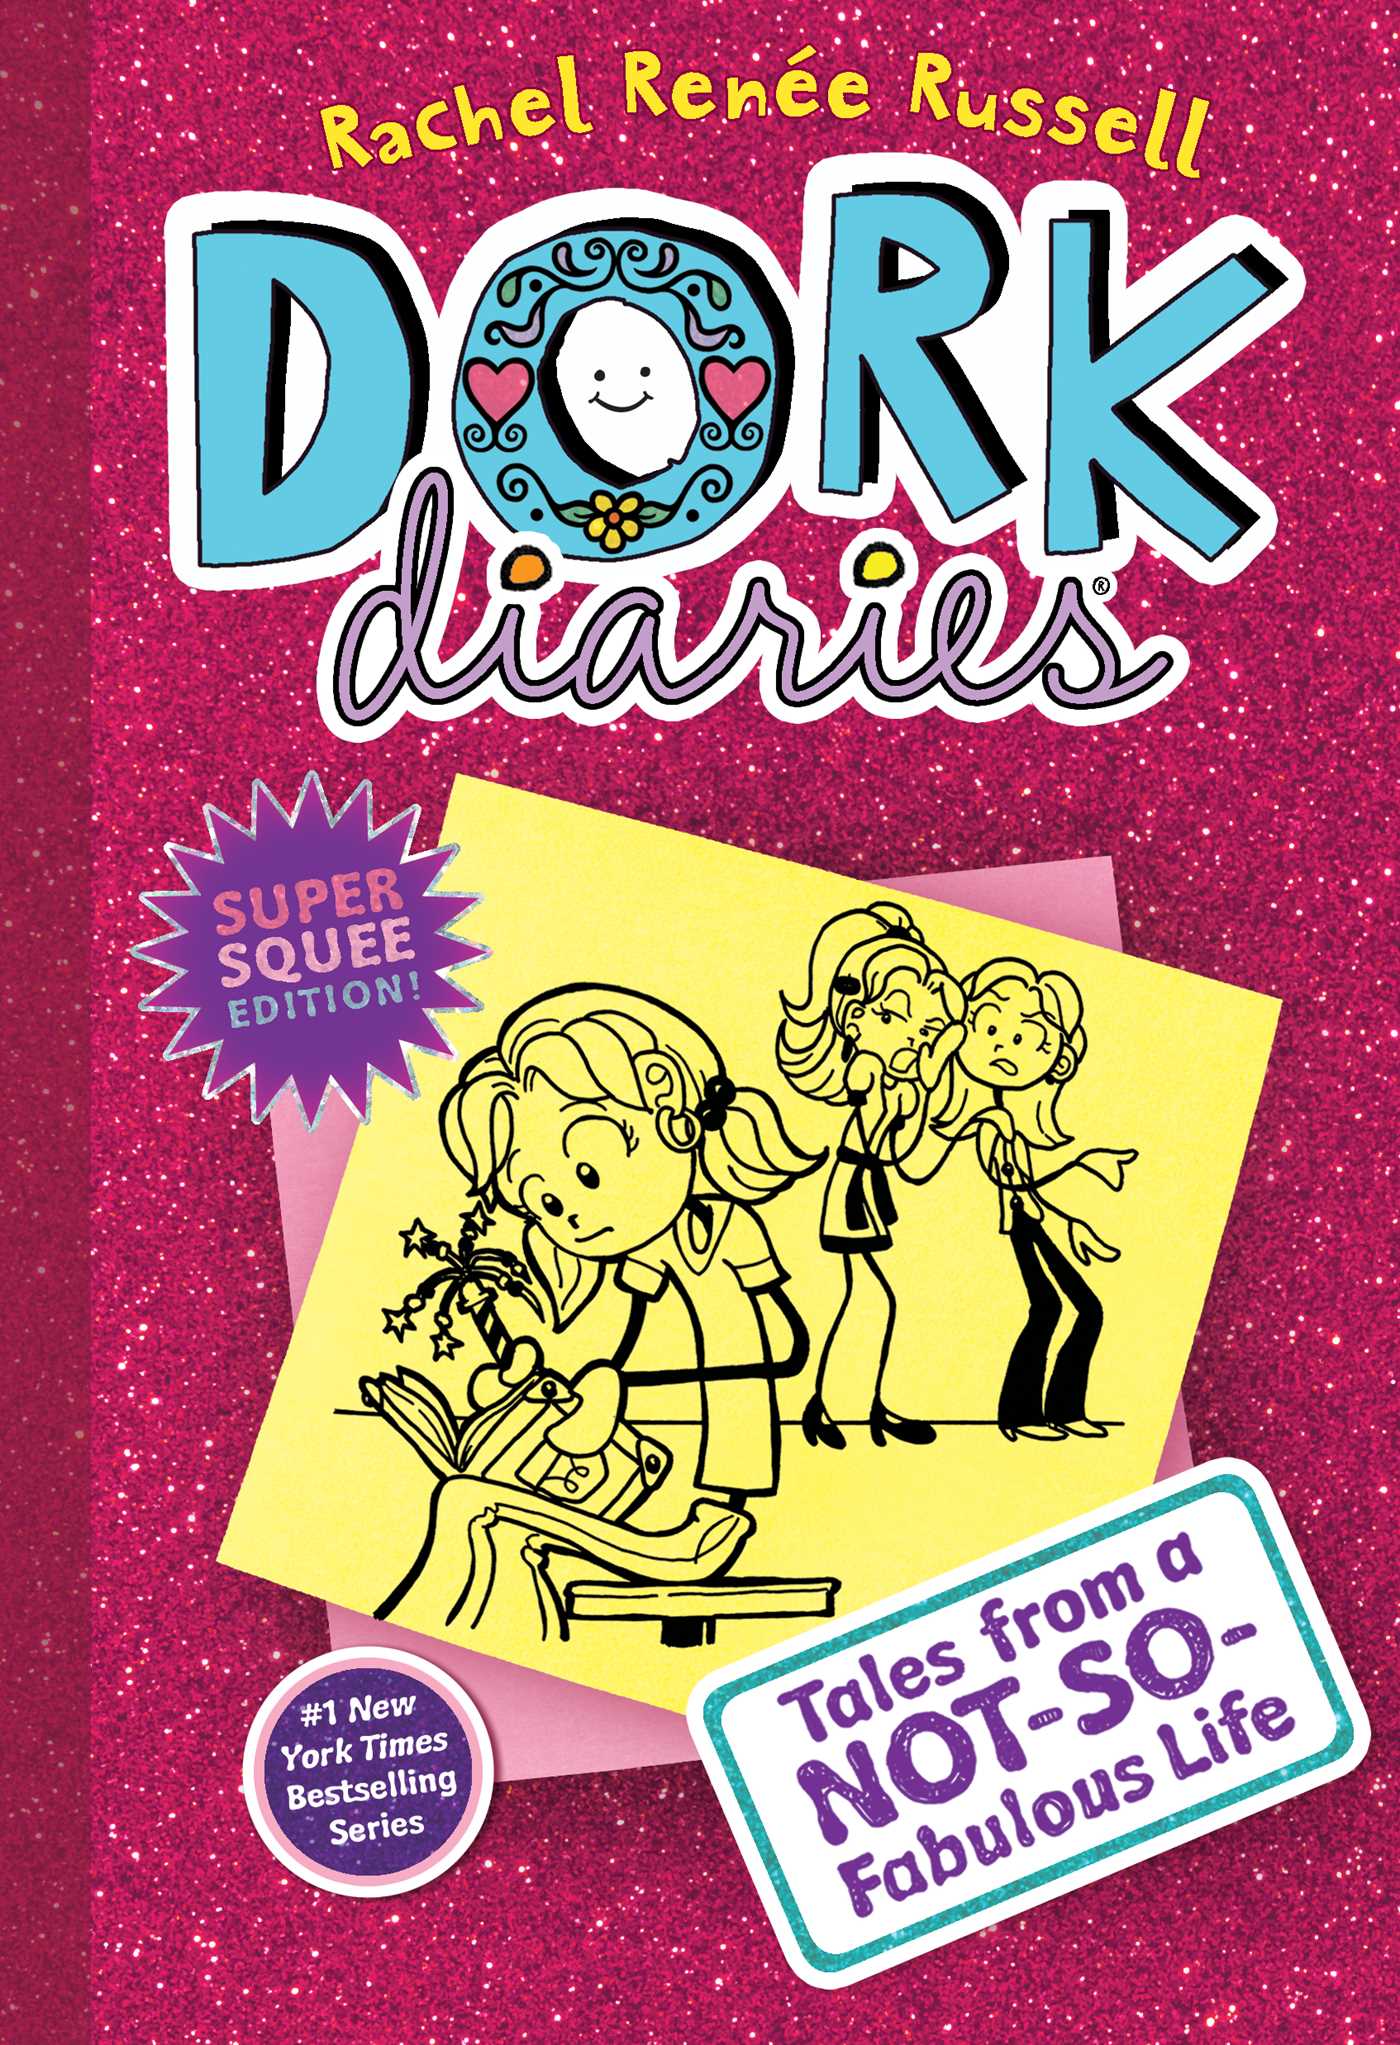 Rachel Renée Russell
DORK
diaries®
SUPER
SQUEE
EDITION!
Tales from a
NOT-SO-
Fabulous Life
#1 New
York Times
Bestselling
Series